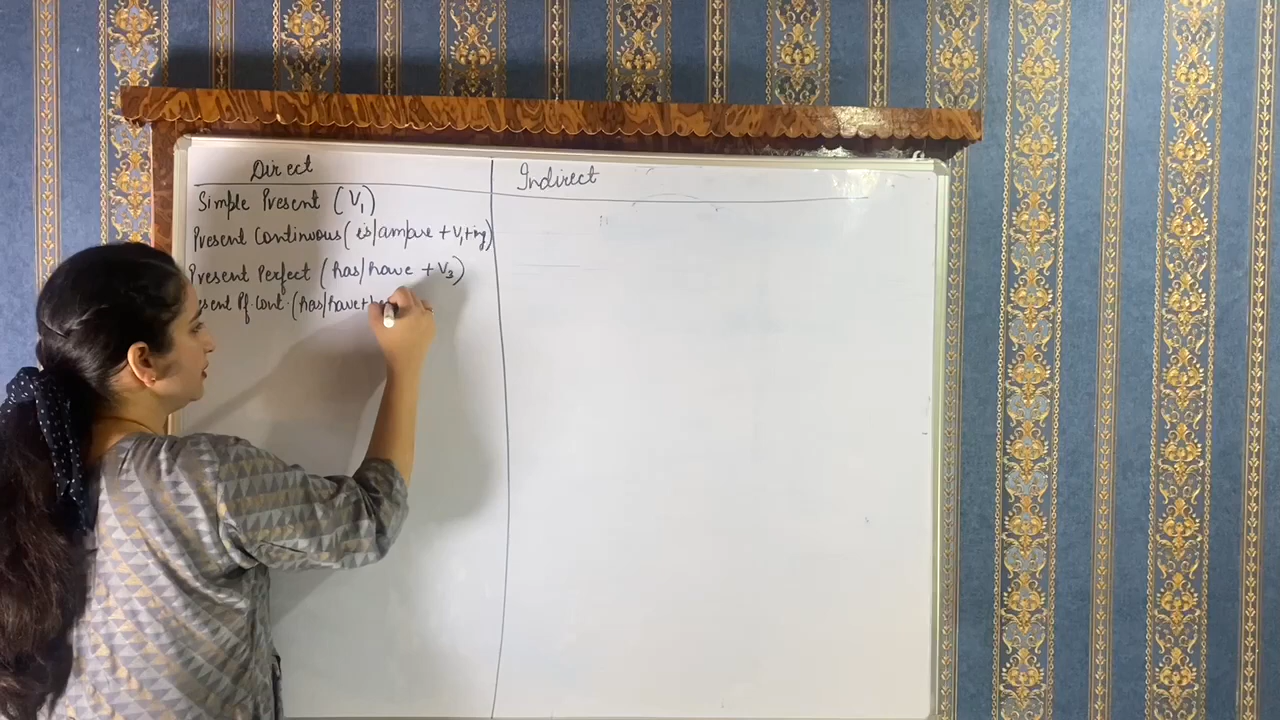 Direct
Indirect
Simple Present (V1)
Present Continuous (is/am/are + V1+ing)
Present Perfect (has/have + V3)
Pf. Cont. (has/have+